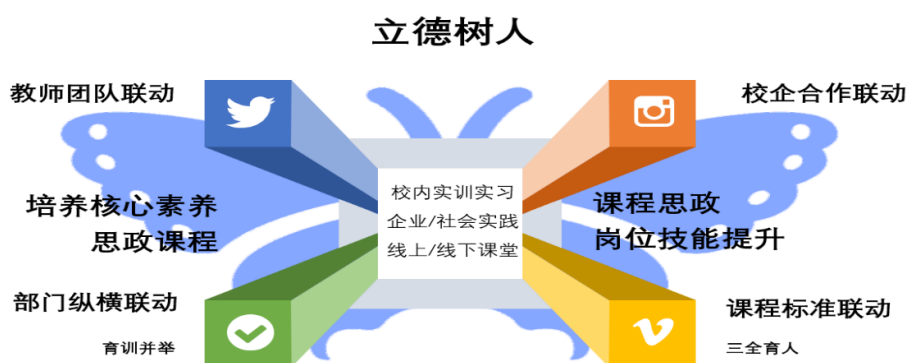 立德树人
教师团队联动
校企合作联动
校内实训实习
企业/社会实践
线上/线下课堂
培养核心素养
思政课程
课程思政
岗位技能提升
部门纵横联动
课程标准联动
育训并举
三全育人